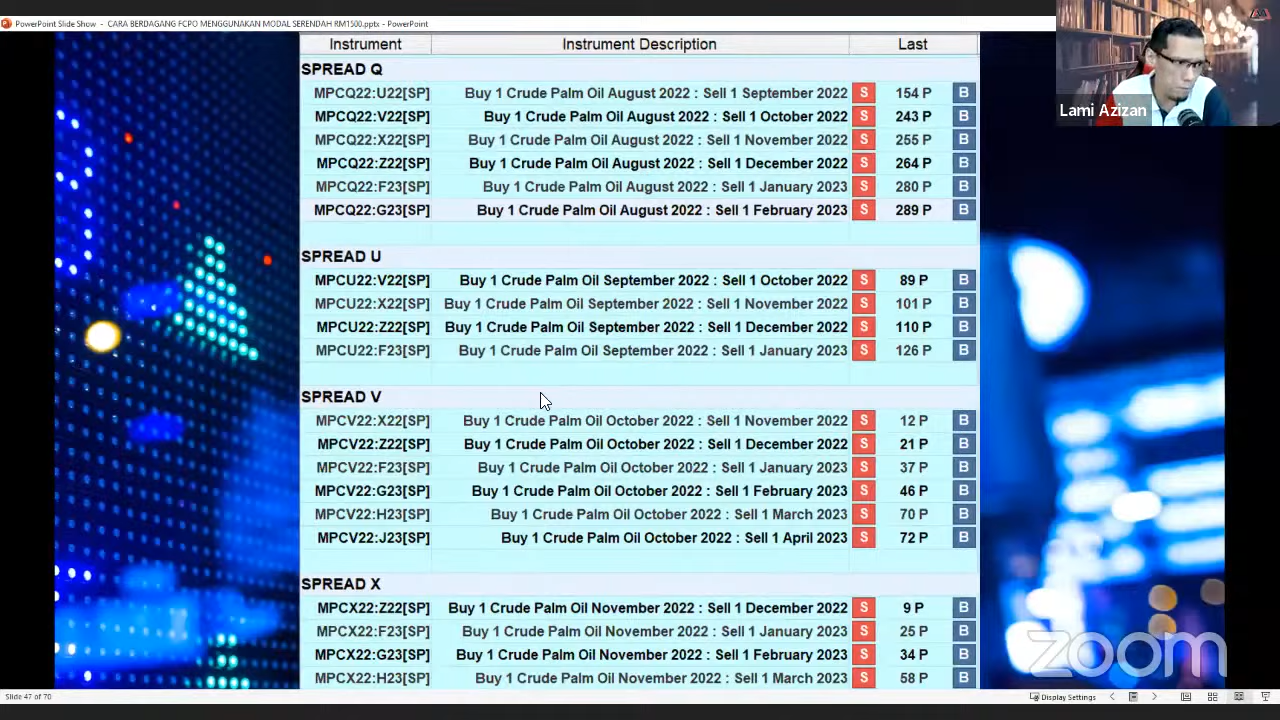 PowerPoint Slide Show - CARA BERDAGANG FCPO MENGGUNAKAN MODAL SERENDAH RM1500.pptx - PowerPoint
Instrument Instrument Description Last
SPREAD Q
MPCQ22:U22[SP] Buy 1 Crude Palm Oil August 2022 : Sell 1 September 2022 S 154 P B
MPCQ22:V22[SP] Buy 1 Crude Palm Oil August 2022 : Sell 1 October 2022 S 243 P B
MPCQ22:X22[SP] Buy 1 Crude Palm Oil August 2022 : Sell 1 November 2022 S 255 P B
MPCQ22:Z22[SP] Buy 1 Crude Palm Oil August 2022 : Sell 1 December 2022 S 264 P B
MPCQ22:F23[SP] Buy 1 Crude Palm Oil August 2022 : Sell 1 January 2023 S 280 P B
MPCQ22:G23[SP] Buy 1 Crude Palm Oil August 2022 : Sell 1 February 2023 S 289 P B
SPREAD U
MPCU22:V22[SP] Buy 1 Crude Palm Oil September 2022 : Sell 1 October 2022 S 89 P B
MPCU22:X22[SP] Buy 1 Crude Palm Oil September 2022 : Sell 1 November 2022 S 101 P B
MPCU22:Z22[SP] Buy 1 Crude Palm Oil September 2022 : Sell 1 December 2022 S 110 P B
MPCU22:F23[SP] Buy 1 Crude Palm Oil September 2022 : Sell 1 January 2023 S 126 P B
SPREAD V
MPCV22:X22[SP] Buy 1 Crude Palm Oil October 2022 : Sell 1 November 2022 S 12 P B
MPCV22:Z22[SP] Buy 1 Crude Palm Oil October 2022 : Sell 1 December 2022 S 21 P B
MPCV22:F23[SP] Buy 1 Crude Palm Oil October 2022 : Sell 1 January 2023 S 37 P B
MPCV22:G23[SP] Buy 1 Crude Palm Oil October 2022 : Sell 1 February 2023 S 46 P B
MPCV22:H23[SP] Buy 1 Crude Palm Oil October 2022 : Sell 1 March 2023 S 70 P B
MPCV22:J23[SP] Buy 1 Crude Palm Oil October 2022 : Sell 1 April 2023 S 72 P B
SPREAD X
MPCX22:Z22[SP] Buy 1 Crude Palm Oil November 2022 : Sell 1 December 2022 S 9 P B
MPCX22:F23[SP] Buy 1 Crude Palm Oil November 2022 : Sell 1 January 2023 S 25 P B
MPCX22:G23[SP] Buy 1 Crude Palm Oil November 2022 : Sell 1 February 2023 S 34 P B
MPCX22:H23[SP] Buy 1 Crude Palm Oil November 2022 : Sell 1 March 2023 S 58 P B
Lami Azizan
zoom
Slide 47 of 70
Display Settings